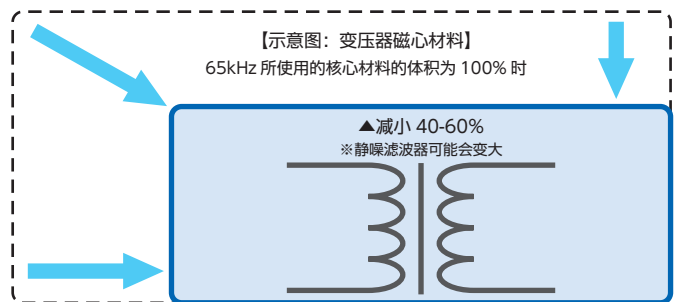 【示意图：变压器磁心材料】
65kHz 所使用的核心材料的体积为 100% 时
▲减小 40-60%
※静噪滤波器可能会变大